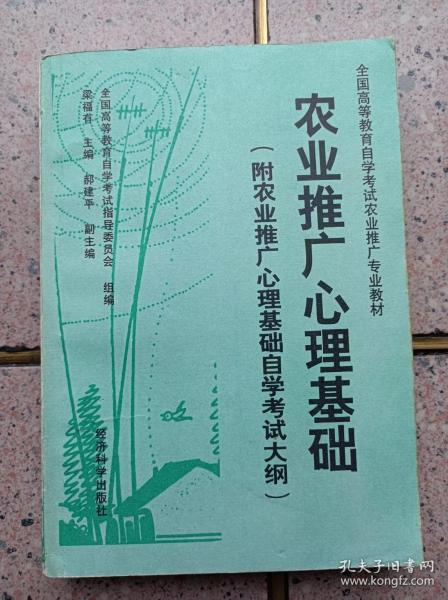 全国高等教育自学考试农业推广专业教材
农业推广心理基础
（附农业推广心理基础自学考试大纲）
全国高等教育自学考试指导委员会 组编
梁福有 主编 郝建平 副主编
经济科学出版社
孔夫子旧书网
www.kongfz.com